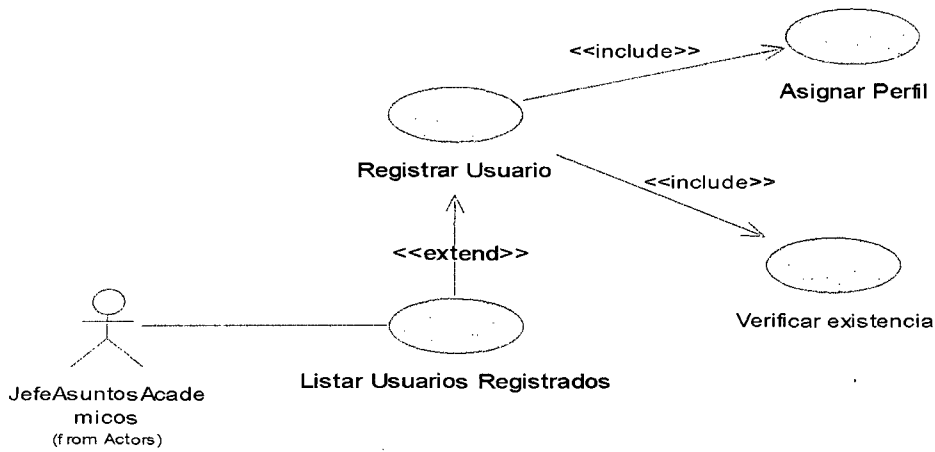 <<include>>
Asignar Perfil
Registrar Usuario
<<include>>
<<extend>>
Verificar existencia
Listar Usuarios Registrados
JefeAsuntosAcade
micos
(from Actors)